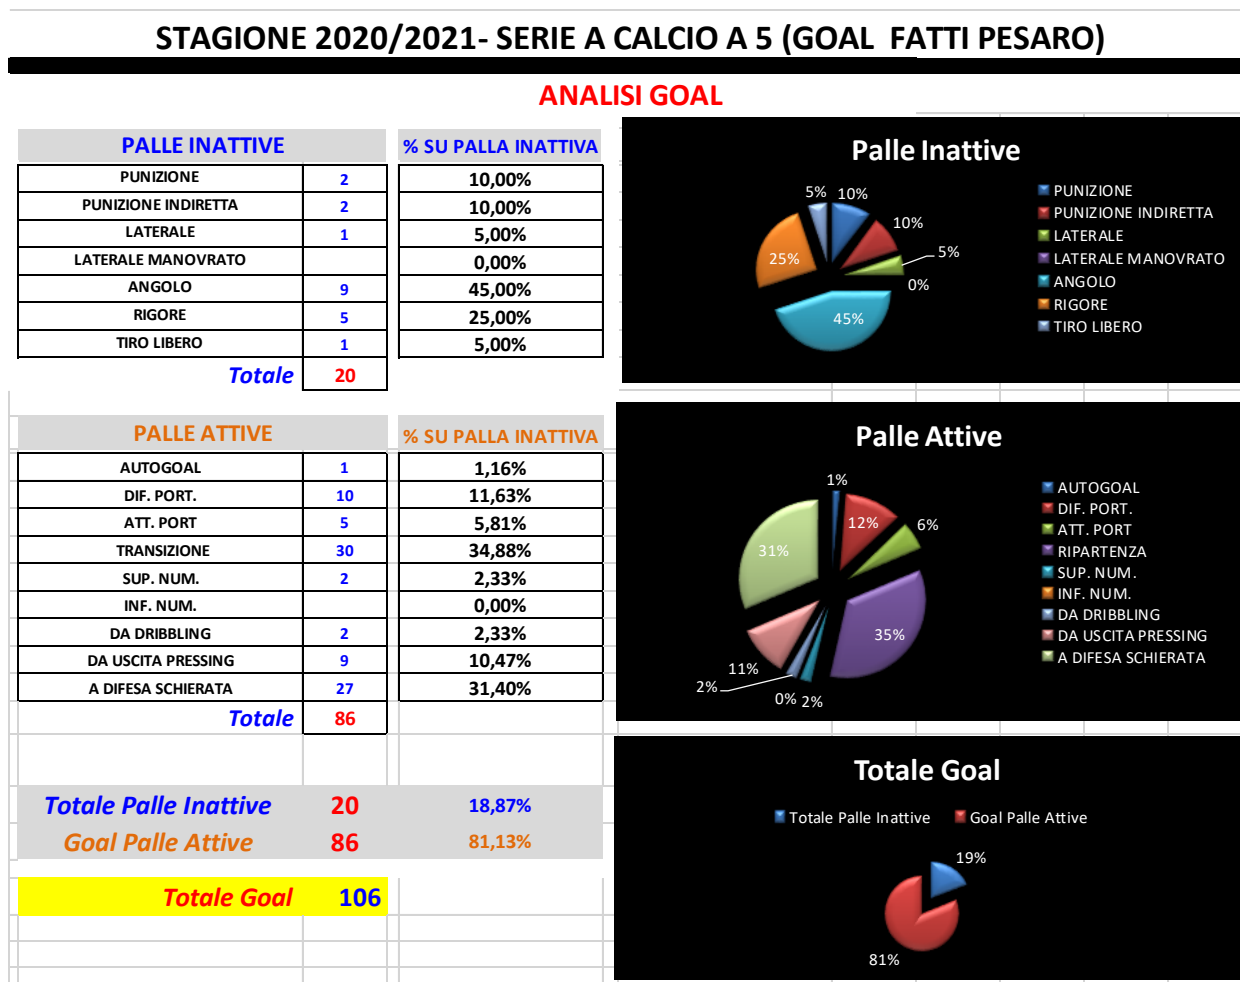 STAGIONE 2020/2021- SERIE A CALCIO A 5 (GOAL  FATTI PESARO)
ANALISI GOAL
PALLE INATTIVE % SU PALLA INATTIVA
PUNIZIONE 2 10,00%
PUNIZIONE INDIRETTA 2 10,00%
LATERALE 1 5,00%
LATERALE MANOVRATO 0,00%
ANGOLO 9 45,00%
RIGORE 5 25,00%
TIRO LIBERO 1 5,00%
Totale 20
Palle Inattive
5% 10%
10%
5%
0%
45%
25%
PUNIZIONE
PUNIZIONE INDIRETTA
LATERALE
LATERALE MANOVRATO
ANGOLO
RIGORE
TIRO LIBERO
PALLE ATTIVE % SU PALLA INATTIVA
AUTOGOAL 1 1,16%
DIF. PORT. 10 11,63%
ATT. PORT 5 5,81%
TRANSIZIONE 30 34,88%
SUP. NUM. 2 2,33%
INF. NUM. 0,00%
DA DRIBBLING 2 2,33%
DA USCITA PRESSING 9 10,47%
A DIFESA SCHIERATA 27 31,40%
Totale 86
Palle Attive
1%
12%
6%
35%
2%
0%
2%
11%
31%
AUTOGOAL
DIF. PORT.
ATT. PORT
RIPARTENZA
SUP. NUM.
INF. NUM.
DA DRIBBLING
DA USCITA PRESSING
A DIFESA SCHIERATA
Totale Palle Inattive 20 18,87%
Goal Palle Attive 86 81,13%
Totale Goal 106
Totale Goal
Totale Palle Inattive Goal Palle Attive
19%
81%